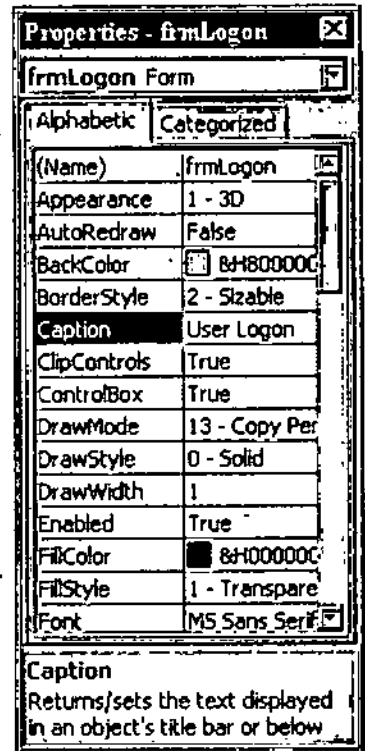 Properties - frmLogon
frmLogon Form
Alphabetic Categorized
(Name) frmLogon
Appearance 1 - 3D
AutoRedraw False
BackColor &H800000
BorderStyle 2 - Sizable
Caption User Logon
ClipControls True
ControlBox True
DrawMode 13 - Copy Per
DrawStyle 0 - Solid
DrawWidth 1
Enabled True
FillColor &H000000
FillStyle 1 - Transpare
Font MS Sans Serif
Caption
Returns/sets the text displayed
in an object's title bar or below